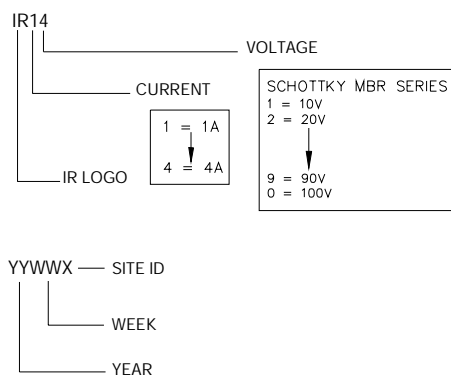 IR14
VOLTAGE
CURRENT
IR LOGO
1 = 1A
4 = 4A
SCHOTTKY MBR SERIES
1 = 10V
2 = 20V
9 = 90V
0 = 100V
YYWWX
SITE ID
WEEK
YEAR